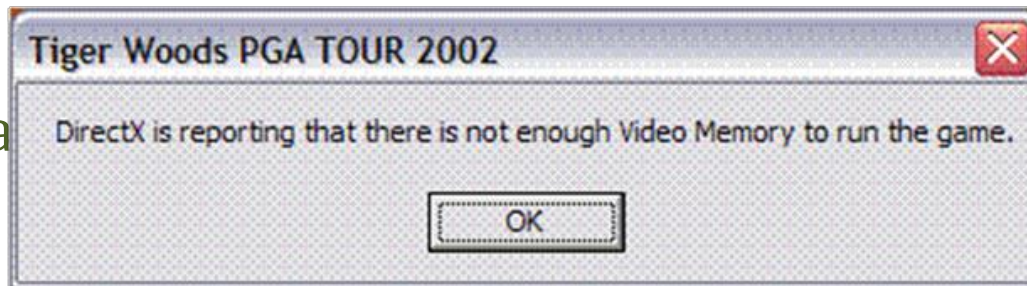 Tiger Woods PGA TOUR 2002
a
DirectX is reporting that there is not enough Video Memory to run the game.
OK